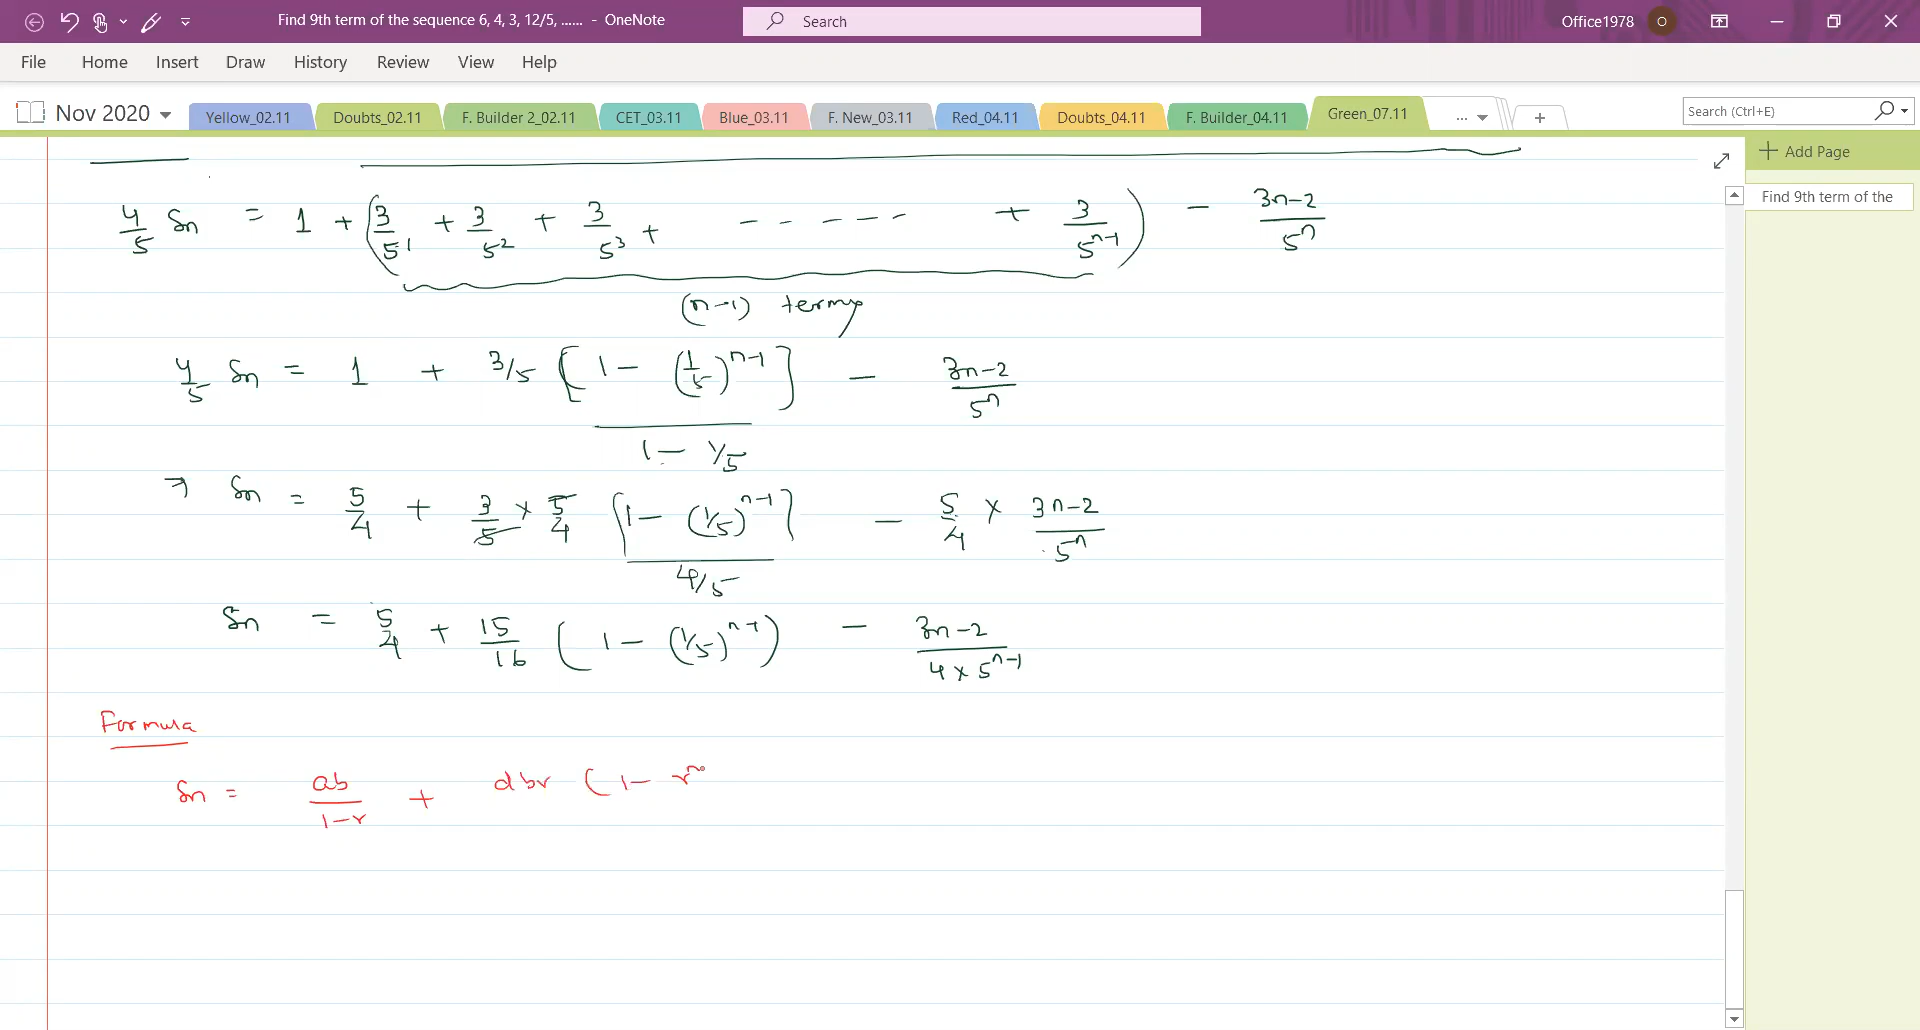 Find 9th term of the sequence 6, 4, 3, 12/5, ...... - OneNote
Search
Office1978 O
File Home Insert Draw History Review View Help
Nov 2020 Yellow_02.11 Doubts_02.11 F. Builder 2_02.11 CET_03.11 Blue_03.11 F. New_03.11 Red_04.11 Doubts_04.11 F. Builder_04.11 Green_07.11 ... + Search (Ctrl+E)
+ Add Page
Find 9th term of the
4/5 Sn = 1 + (3/5^1 + 3/5^2 + 3/5^3 + ------ + 3/5^(n-1)) - (3n-2)/5^n
(n-1) terms
4/5 Sn = 1 + 3/5 [1 - (1/5)^(n-1)]/(1 - 1/5) - (3n-2)/5^n
⇒ Sn = 5/4 + 3/5 × 5/4 [1 - (1/5)^(n-1)]/(4/5) - 5/4 × (3n-2)/5^n
Sn = 5/4 + 15/16 (1 - (1/5)^(n-1)) - (3n-2)/(4 × 5^(n-1))
Formula
Sn = ab/(1-r) + dbr (1 - r^n